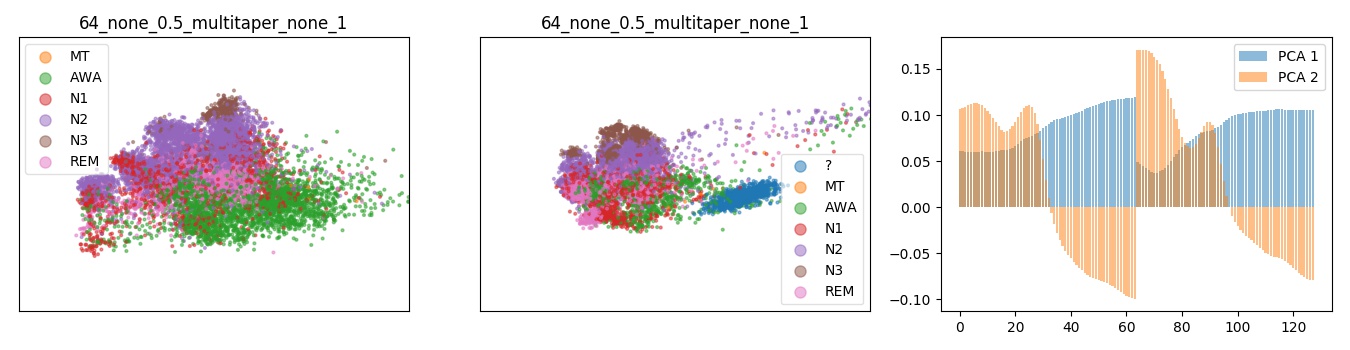 64_none_0.5_multitaper_none_1
MT
AWA
N1
N2
N3
REM
64_none_0.5_multitaper_none_1
?
MT
AWA
N1
N2
N3
REM
PCA 1
PCA 2
0.15
0.10
0.05
0.00
−0.05
−0.10
0 20 40 60 80 100 120